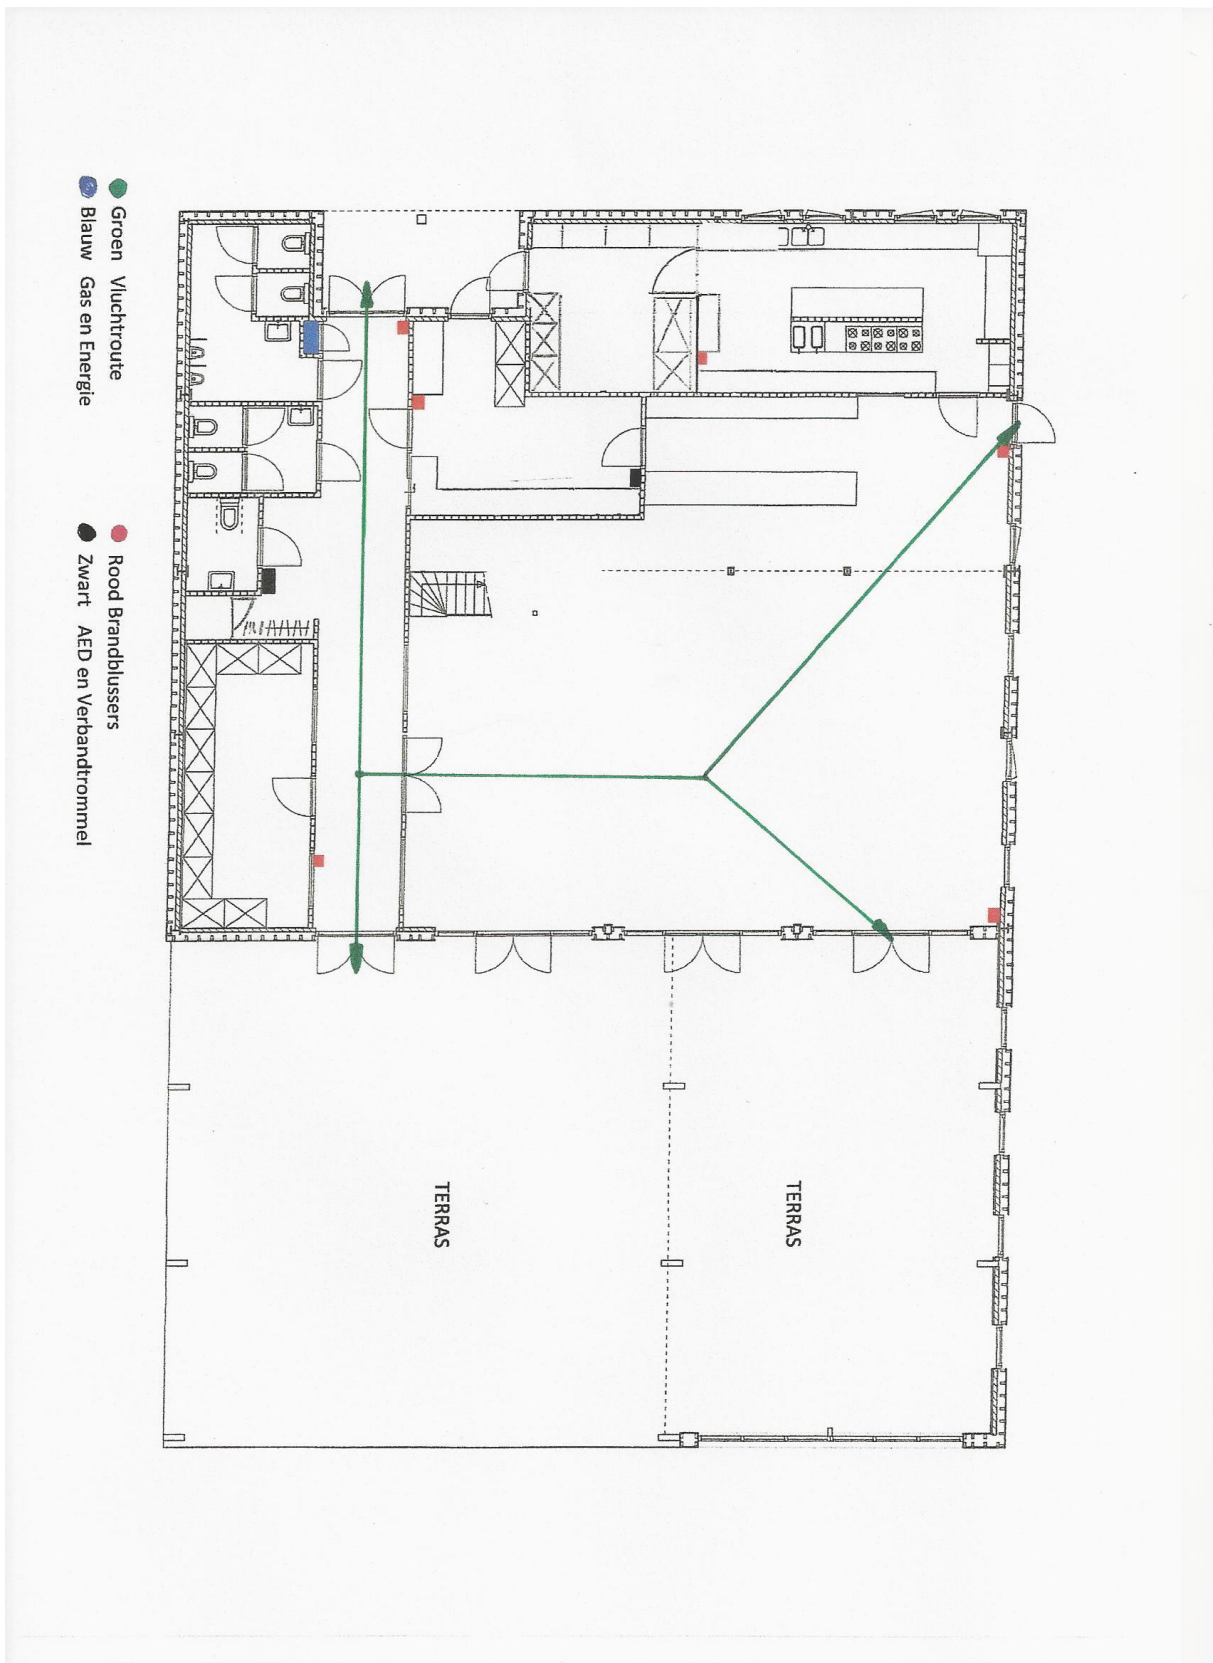 Groen Vluchtroute
Blauw Gas en Energie
Rood Brandblussers
Zwart AED en Verbandtrommel
TERRAS
TERRAS